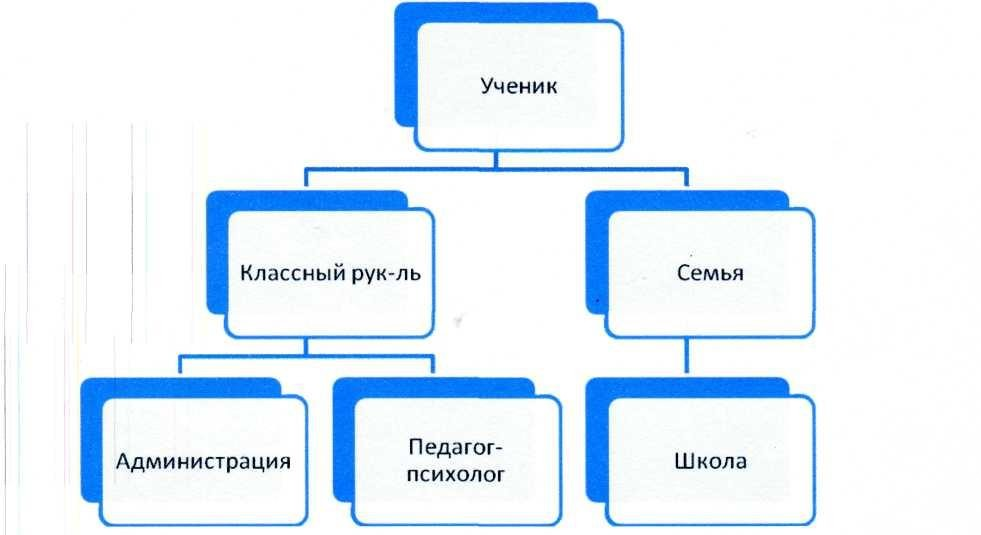 Ученик
Классный рук-ль
Семья
Администрация
Педагог-
психолог
Школа